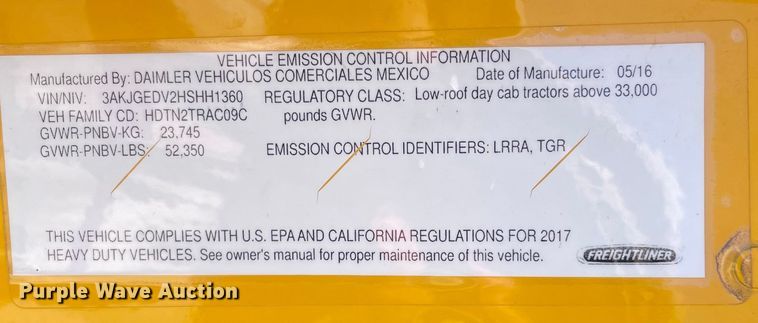 VEHICLE EMISSION CONTROL INFORMATION
Manufactured By: DAIMLER VEHICULOS COMERCIALES MEXICO Date of Manufacture: 05/16
VIN/NIV: 3AKJGEDV2HSHH1360 REGULATORY CLASS: Low-roof day cab tractors above 33,000
VEH FAMILY CD: HDTN2TRAC09C pounds GVWR.
GVWR-PNBV-KG: 23,745
GVWR-PNBV-LBS: 52,350 EMISSION CONTROL IDENTIFIERS: LRRA, TGR
THIS VEHICLE COMPLIES WITH U.S. EPA AND CALIFORNIA REGULATIONS FOR 2017
HEAVY DUTY VEHICLES. See owner's manual for proper maintenance of this vehicle.
FREIGHTLINER
Purple Wave Auction